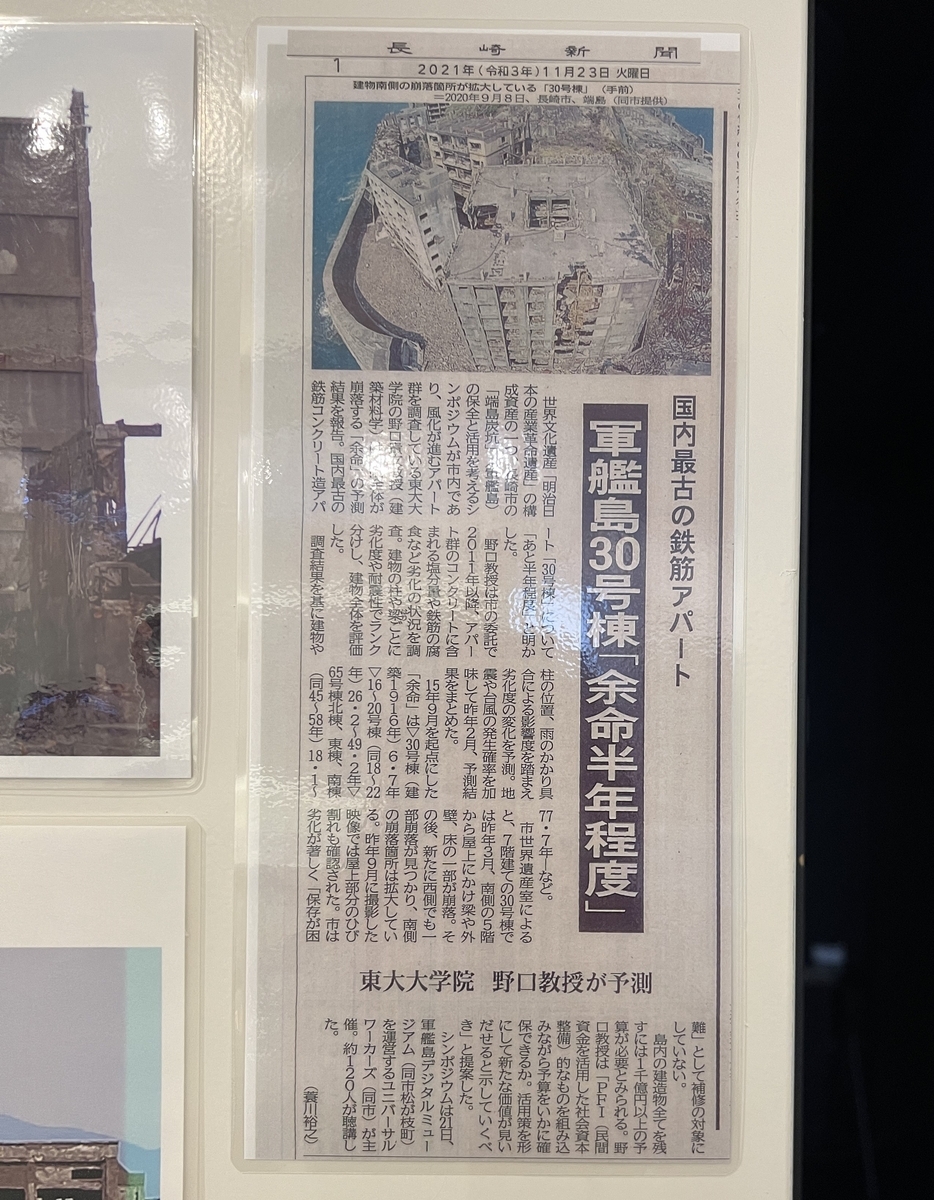 長崎新聞
1
2021年(令和3年)11月23日 火曜日
建物南側の崩落箇所が拡大している「30号棟」(手前)
=2020年9月8日、長崎市、端島(同市提供)
国内最古の鉄筋アパート
軍艦島30号棟「余命半年程度」
東大大学院 野口教授が予測
世界文化遺産「明治日
本の産業革命遺産」の構
成資産の一つ、長崎市の
「端島炭坑」(軍艦島)
の保全と活用を考えるシ
ンポジウムが市内であ
り、風化が進むアパート
群を調査している東大大
学院の野口 教授(建
築材料学)が 全体が
崩落する「余命」の予測
結果を報告。国内最古の
鉄筋コンクリート造アパ
ート「30号棟」について
「あと半年程度」と明か
した。
野口教授は市の委託で
2011年以降、アパー
ト群のコンクリートに含
まれる塩分量や鉄筋の腐
食など劣化の状況を調
査。建物の柱や梁ごとに
劣化度や耐震性でランク
分けし、建物全体を評価
した。
調査結果を基に建物や
柱の位置、雨のかかり具
合による影響度を踏まえ
劣化度の変化を予測。地
震や台風の発生確率を加
味して昨年2月、予測結
果をまとめた。
15年9月を起点にした
「余命」は▽30号棟(建
築1916年)6・7年
▽16~20号棟(同18~22
年)26・2~49・2年▽
65号棟北棟、東棟、南棟
(同45~58年)18・1~
77・7年―など。
市世界遺産室による
と、7階建ての30号棟で
は昨年3月、南側の5階
から屋上にかけ梁や外
壁、床の一部が崩落。そ
の後、新たに西側でも一
部崩落が見つかり、南側
の崩落箇所は拡大してい
る。昨年9月に撮影した
映像では屋上部分のひび
割れも確認された。市は
劣化が著しく「保存が困
難」として補修の対象に
していない。
島内の建造物全てを残
すには1千億円以上の予
算が必要とみられる。野
口教授は「PFI(民間
資金を活用した社会資本
整備)的なものを組み込
みながら予算をいかに確
保できるか。活用策を形
にして新たな価値が見い
だせると示していくべ
き」と提案した。
シンポジウムは21日、
軍艦島デジタルミュー
ジアム(同市松が枝町)
を運営するユニバーサル
ワーカーズ(同市)が主
催。約120人が聴講し
た。
(蓑川裕之)